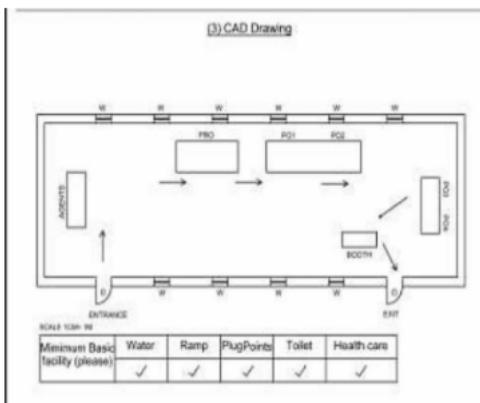 (3) CAD Drawing
W W W W W W
PRO PO1 PO2
AGENTS
PO3 PO4
BOOTH
D D
W W W W
ENTRANCE EXIT
Minimum Basic facility (please) Water Ramp PlugPoints Toilet Health care
✓ ✓ ✓ ✓ ✓